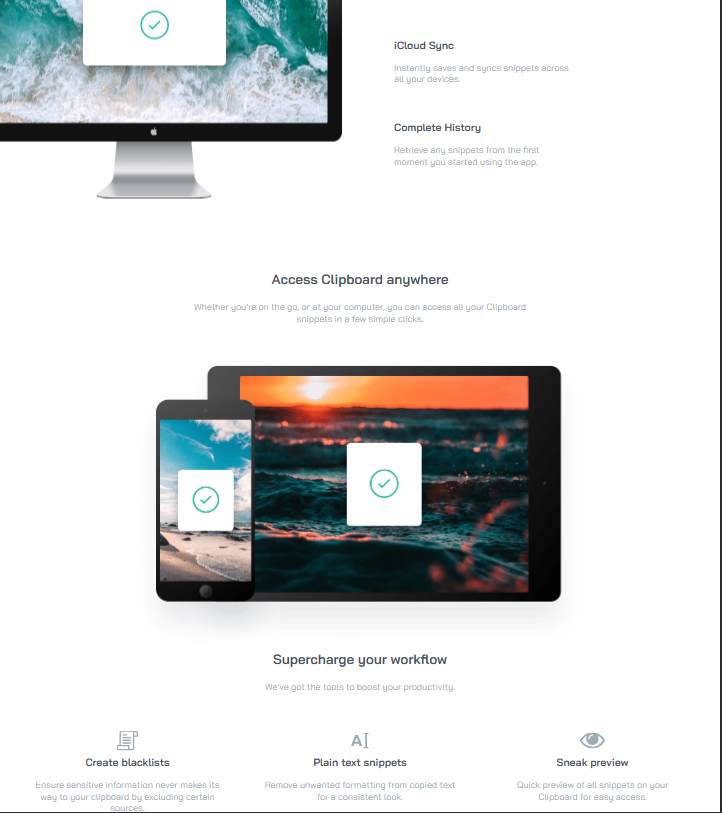 iCloud Sync
Instantly saves and syncs snippets across
all your devices.
Complete History
Retrieve any snippets from the first
moment you started using the app.
Access Clipboard anywhere
Whether you're on the go, or at your computer, you can access all your Clipboard
snippets in a few simple clicks.
Supercharge your workflow
We've got the tools to boost your productivity.
Create blacklists
Ensure sensitive information never makes its
way to your clipboard by excluding certain
sources.
Plain text snippets
Remove unwanted formatting from copied text
for a consistent look.
Sneak preview
Quick preview of all snippets on your
Clipboard for easy access.